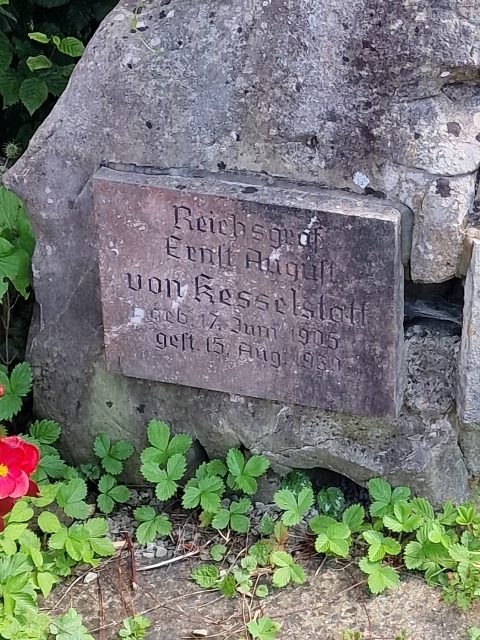 Reichsgraf
Ernst August
von Kesselstatt
geb. 17. Juni 1905
gest. 15. Aug.